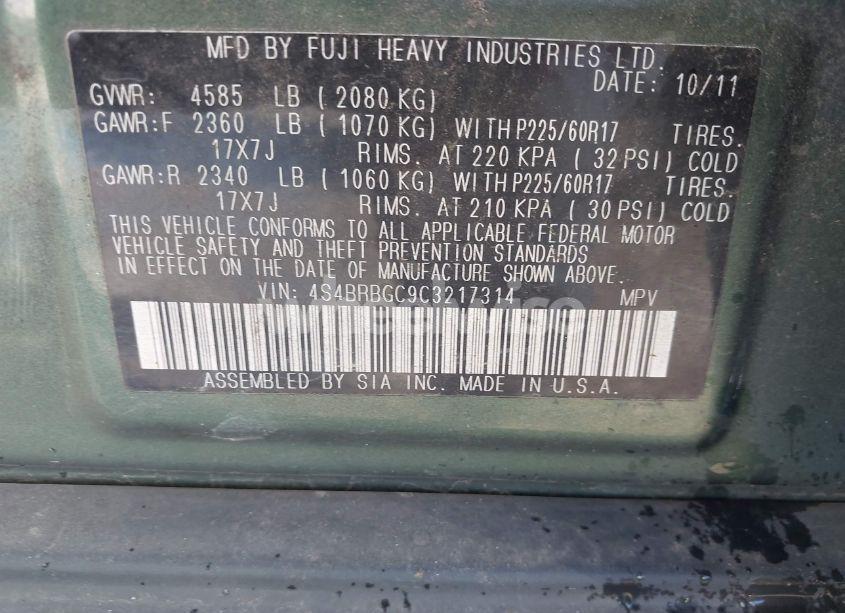 MFD BY FUJI HEAVY INDUSTRIES LTD.
DATE: 10/11
GVWR: 4585 LB ( 2080 KG)
GAWR:F 2360 LB ( 1070 KG) WITH P225/60R17 TIRES.
17X7J RIMS. AT 220 KPA ( 32 PSI) COLD
GAWR:R 2340 LB ( 1060 KG) WITH P225/60R17 TIRES.
17X7J RIMS. AT 210 KPA ( 30 PSI) COLD
THIS VEHICLE CONFORMS TO ALL APPLICABLE FEDERAL MOTOR
VEHICLE SAFETY AND THEFT PREVENTION STANDARDS
IN EFFECT ON THE DATE OF MANUFACTURE SHOWN ABOVE.
VIN: 4S4BRBGC9C3217314 MPV
ASSEMBLED BY SIA INC. MADE IN U.S.A.